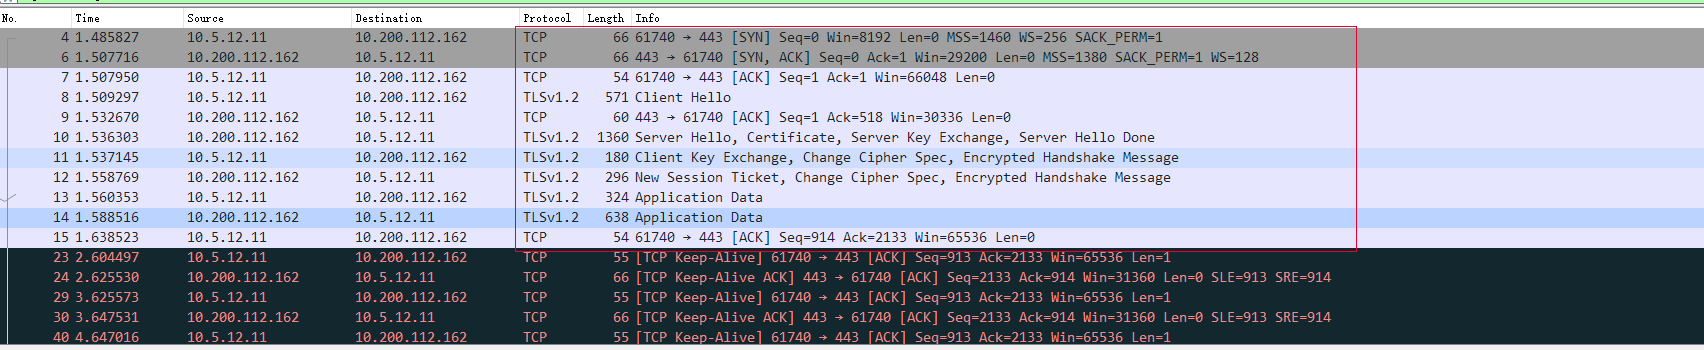 No. Time Source Destination Protocol Length Info
4 1.485827 10.5.12.11 10.200.112.162 TCP 66 61740 → 443 [SYN] Seq=0 Win=8192 Len=0 MSS=1460 WS=256 SACK_PERM=1
6 1.507716 10.200.112.162 10.5.12.11 TCP 66 443 → 61740 [SYN, ACK] Seq=0 Ack=1 Win=29200 Len=0 MSS=1380 SACK_PERM=1 WS=128
7 1.507950 10.5.12.11 10.200.112.162 TCP 54 61740 → 443 [ACK] Seq=1 Ack=1 Win=66048 Len=0
8 1.509297 10.5.12.11 10.200.112.162 TLSv1.2 571 Client Hello
9 1.532670 10.200.112.162 10.5.12.11 TCP 60 443 → 61740 [ACK] Seq=1 Ack=518 Win=30336 Len=0
10 1.536303 10.200.112.162 10.5.12.11 TLSv1.2 1360 Server Hello, Certificate, Server Key Exchange, Server Hello Done
11 1.537145 10.5.12.11 10.200.112.162 TLSv1.2 180 Client Key Exchange, Change Cipher Spec, Encrypted Handshake Message
12 1.558769 10.200.112.162 10.5.12.11 TLSv1.2 296 New Session Ticket, Change Cipher Spec, Encrypted Handshake Message
13 1.560353 10.5.12.11 10.200.112.162 TLSv1.2 324 Application Data
14 1.588516 10.200.112.162 10.5.12.11 TLSv1.2 638 Application Data
15 1.638523 10.5.12.11 10.200.112.162 TCP 54 61740 → 443 [ACK] Seq=914 Ack=2133 Win=65536 Len=0
23 2.604497 10.5.12.11 10.200.112.162 TCP 55 [TCP Keep-Alive] 61740 → 443 [ACK] Seq=913 Ack=2133 Win=65536 Len=1
24 2.625530 10.200.112.162 10.5.12.11 TCP 66 [TCP Keep-Alive ACK] 443 → 61740 [ACK] Seq=2133 Ack=914 Win=31360 Len=0 SLE=913 SRE=914
29 3.625573 10.5.12.11 10.200.112.162 TCP 55 [TCP Keep-Alive] 61740 → 443 [ACK] Seq=913 Ack=2133 Win=65536 Len=1
30 3.647531 10.200.112.162 10.5.12.11 TCP 66 [TCP Keep-Alive ACK] 443 → 61740 [ACK] Seq=2133 Ack=914 Win=31360 Len=0 SLE=913 SRE=914
40 4.647016 10.5.12.11 10.200.112.162 TCP 55 [TCP Keep-Alive] 61740 → 443 [ACK] Seq=913 Ack=2133 Win=65536 Len=1